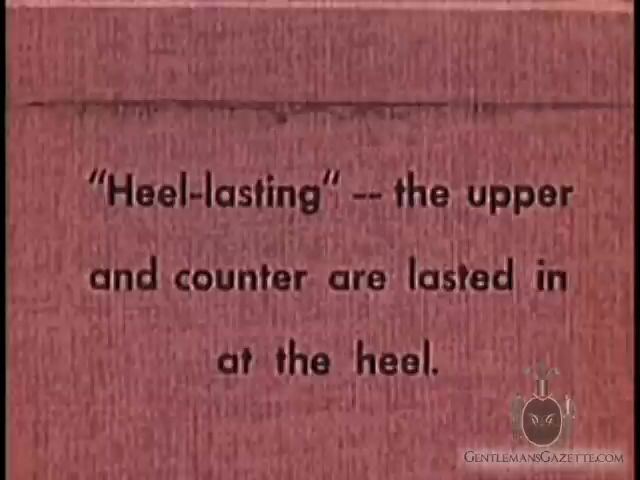 "Heel-lasting" -- the upper
and counter are lasted in
at the heel.
GentlemansGazette.com